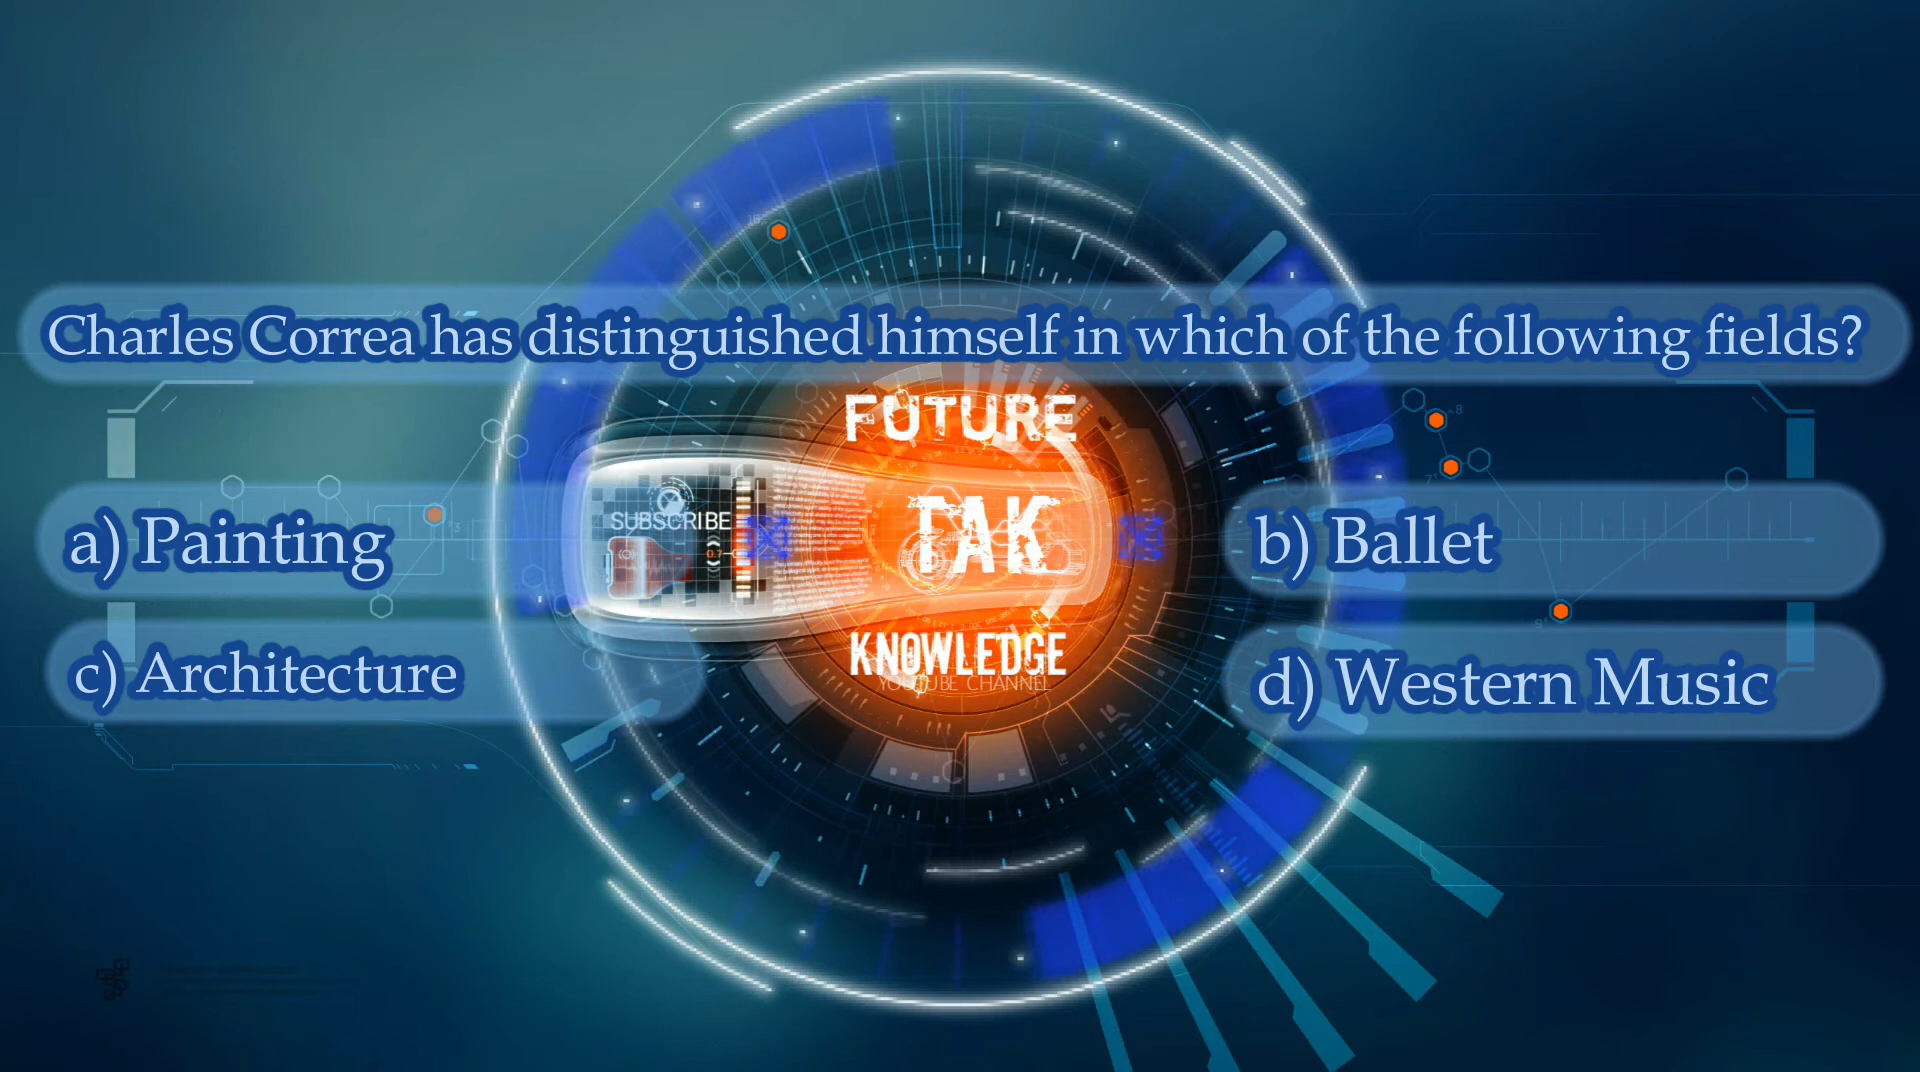 Charles Correa has distinguished himself in which of the following fields?
FUTURE
SUBSCRIBE
TAK
a) Painting
b) Ballet
KNOWLEDGE
YOUTUBE CHANNEL
c) Architecture
d) Western Music